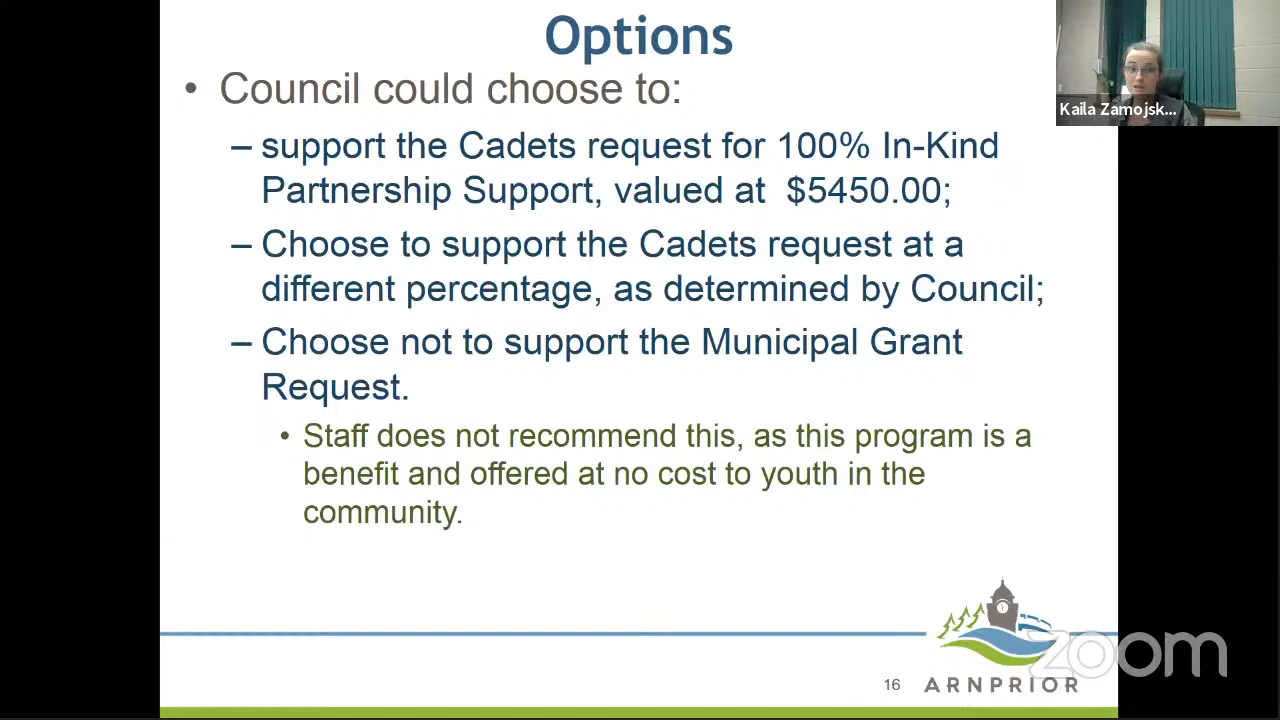 Options
• Council could choose to:
– support the Cadets request for 100% In-Kind
Partnership Support, valued at $5450.00;
– Choose to support the Cadets request at a
different percentage, as determined by Council;
– Choose not to support the Municipal Grant
Request.
• Staff does not recommend this, as this program is a
benefit and offered at no cost to youth in the
community.
16
ARNPRIOR
zoom
Kaila Zamojsk...